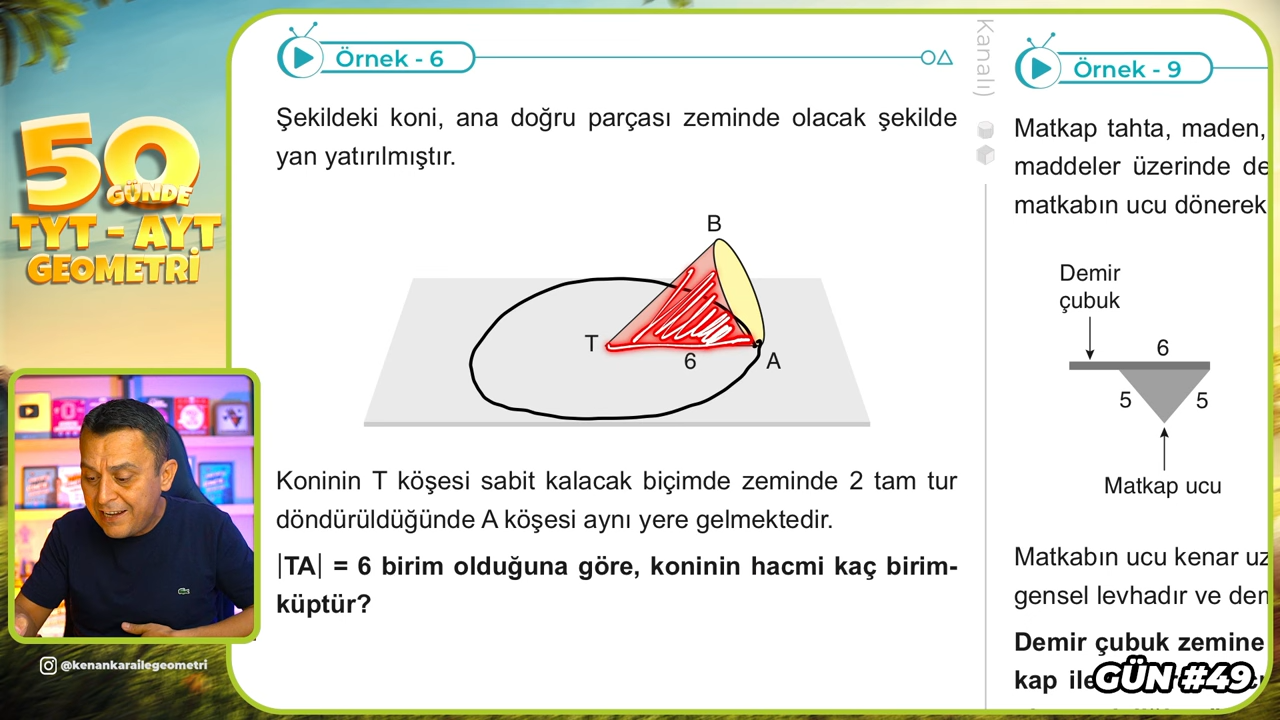 50
GÜNDE
TYT - AYT
GEOMETRİ
Örnek - 6
Şekildeki koni, ana doğru parçası zeminde olacak şekilde
yan yatırılmıştır.
B
T
6
A
Koninin T köşesi sabit kalacak biçimde zeminde 2 tam tur
döndürüldüğünde A köşesi aynı yere gelmektedir.
|TA| = 6 birim olduğuna göre, koninin hacmi kaç birim-
küptür?
Kanalı)
Örnek - 9
Matkap tahta, maden,
maddeler üzerinde de
matkabın ucu dönerek
Demir
çubuk
6
5
5
Matkap ucu
Matkabın ucu kenar uz
gensel levhadır ve dem
Demir çubuk zemine
kap ile
GÜN #49
@kenankarailegeometri